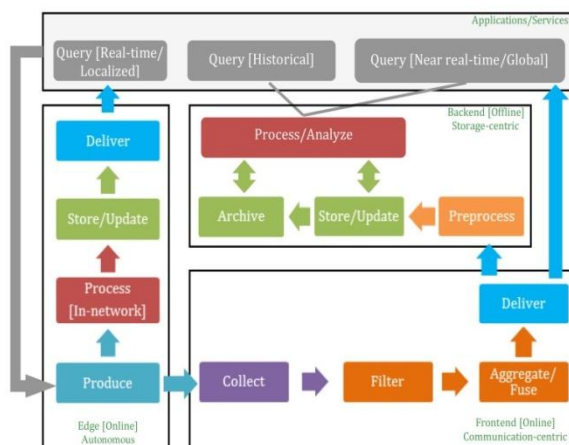 Applications/Services
Query [Real-time/
Localized]
Query [Historical]
Query [Near real-time/Global]
Backend [Offline]
Storage-centric
Deliver
Process/Analyze
Store/Update
Archive
Store/Update
Preprocess
Process
[In-network]
Deliver
Produce
Collect
Filter
Aggregate/
Fuse
Edge [Online]
Autonomous
Frontend [Online]
Communication-centric